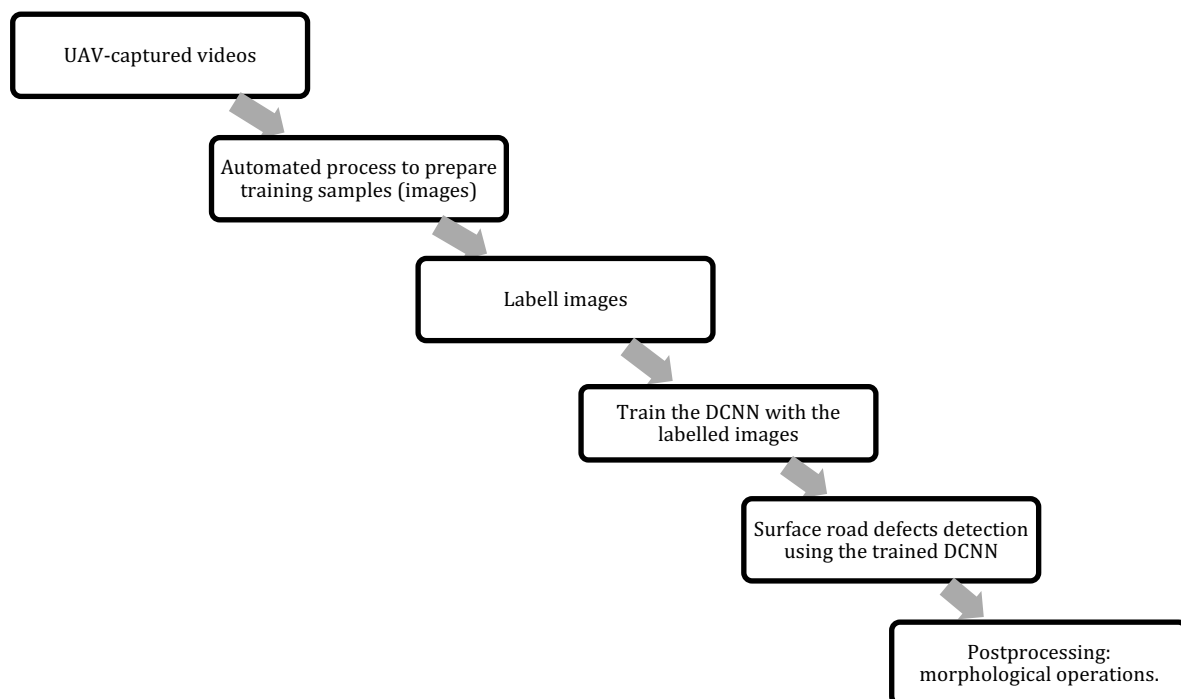 UAV-captured videos
Automated process to prepare
training samples (images)
Labell images
Train the DCNN with the
labelled images
Surface road defects detection
using the trained DCNN
Postprocessing:
morphological operations.